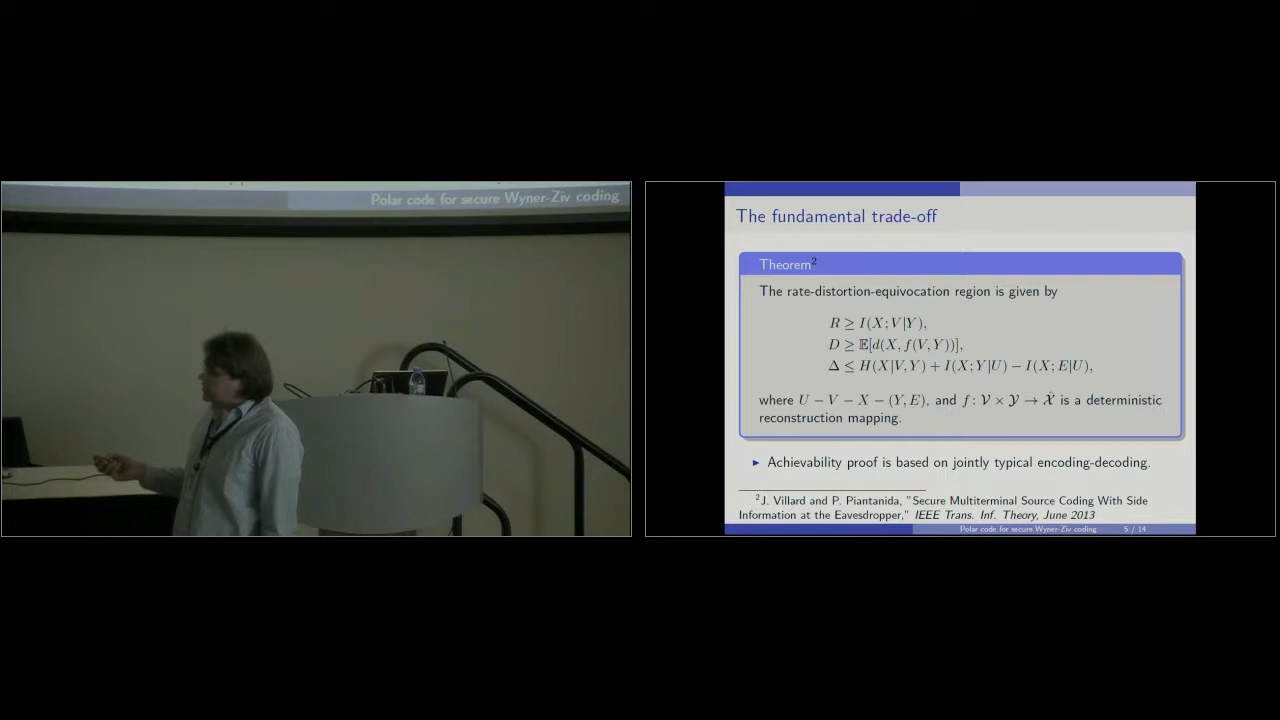 Polar code for secure Wyner-Ziv coding
The fundamental trade-off
Theorem²
The rate-distortion-equivocation region is given by
R ≥ I(X; V|Y),
D ≥ 𝔼[d(X, f(V, Y))],
Δ ≤ H(X|V, Y) + I(X; Y|U) − I(X; E|U),
where U − V − X − (Y, E), and f : 𝒱 × 𝒴 → 𝒳̂ is a deterministic
reconstruction mapping.
▶ Achievability proof is based on jointly typical encoding-decoding.
²J. Villard and P. Piantanida, "Secure Multiterminal Source Coding With Side
Information at the Eavesdropper," IEEE Trans. Inf. Theory, June 2013
Polar code for secure Wyner-Ziv coding 5 / 14